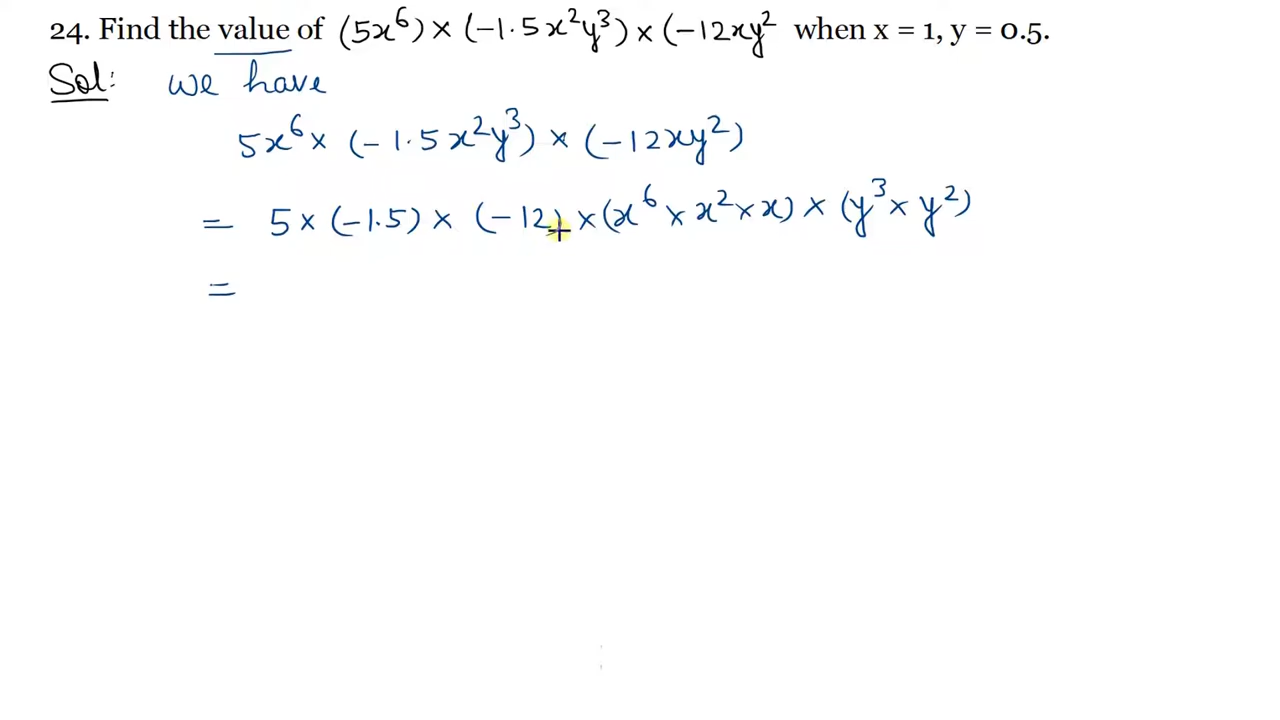 24. Find the value of (5x⁶) × (−1.5x²y³) × (−12xy² when x = 1, y = 0.5.
Sol: we have
5x⁶ × (−1.5x²y³) × (−12xy²)
= 5 × (−1.5) × (−12) × (x⁶ × x² × x) × (y³ × y²)
=